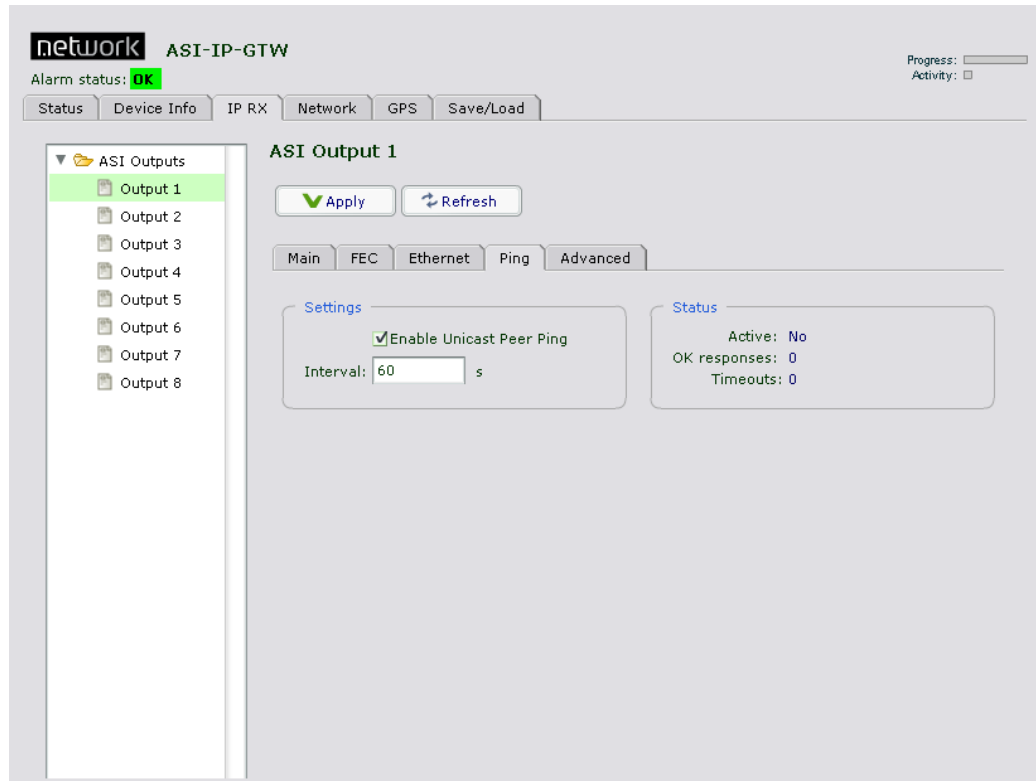 network ASI-IP-GTW
Progress:
Alarm status: OK
Activity:
Status Device Info IP RX Network GPS Save/Load
ASI Outputs
Output 1
Output 2
Output 3
Output 4
Output 5
Output 6
Output 7
Output 8
ASI Output 1
Apply Refresh
Main FEC Ethernet Ping Advanced
Settings
Enable Unicast Peer Ping
Interval: 60 s
Status
Active: No
OK responses: 0
Timeouts: 0